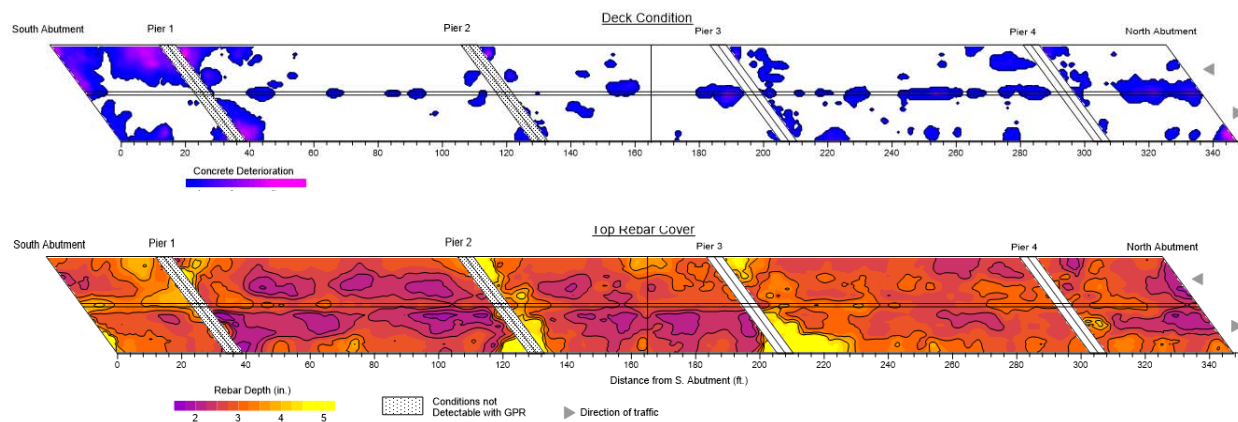 Deck Condition
South Abutment
Pier 1
Pier 2
Pier 3
Pier 4
North Abutment
0 20 40 60 80 100 120 140 160 180 200 220 240 260 280 300 320 340
Concrete Deterioration
Top Rebar Cover
South Abutment
Pier 1
Pier 2
Pier 3
Pier 4
North Abutment
0 20 40 60 80 100 120 140 160 180 200 220 240 260 280 300 320 340
Distance from S. Abutment (ft.)
Rebar Depth (in.)
2 3 4 5
Conditions not
Detectable with GPR
Direction of traffic